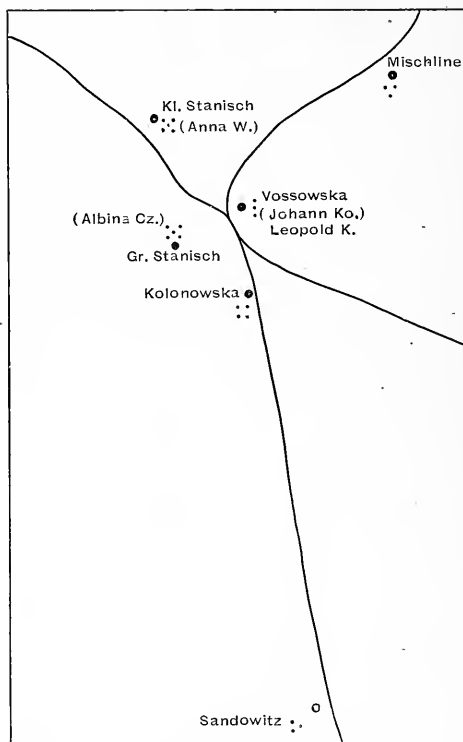 Mischline
Kl. Stanisch
(Anna W.)
Vossowska
(Johann Ko.)
Leopold K.
(Albina Cz.)
Gr. Stanisch
Kolonowska
Sandowitz